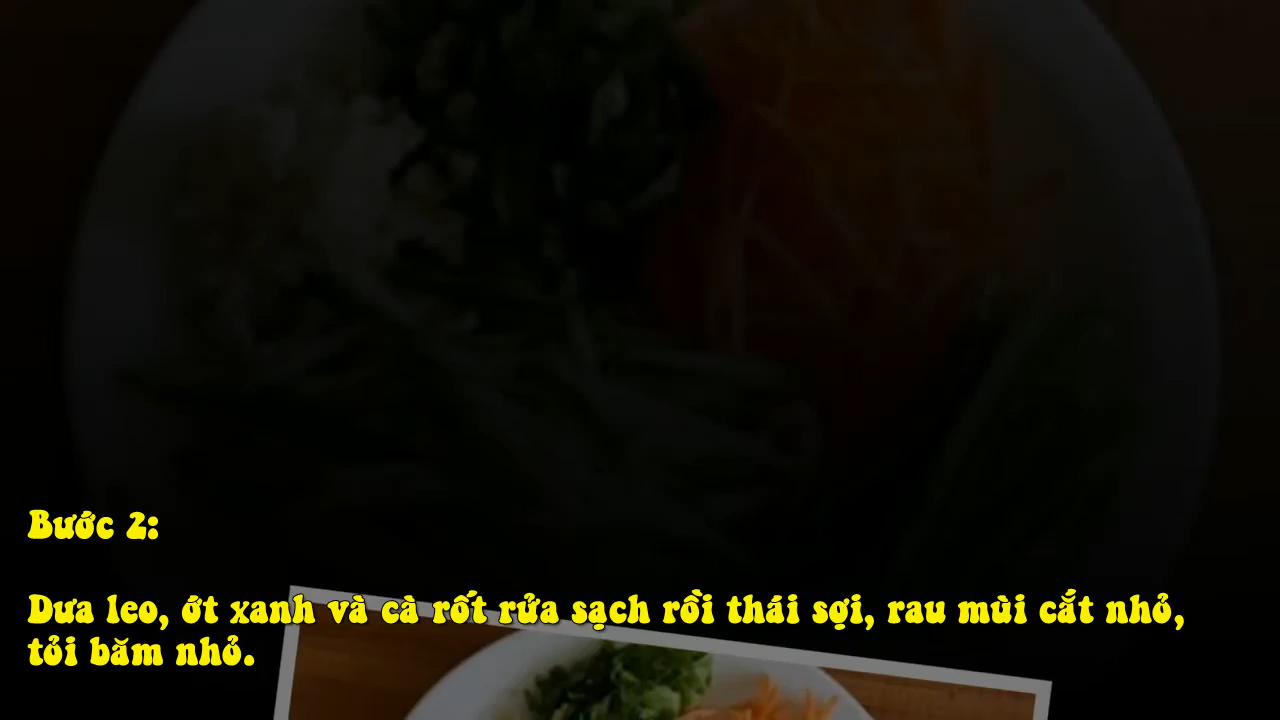 Bước 2:
Dưa leo, ớt xanh và cà rốt rửa sạch rồi thái sợi, rau mùi cắt nhỏ,
tỏi băm nhỏ.